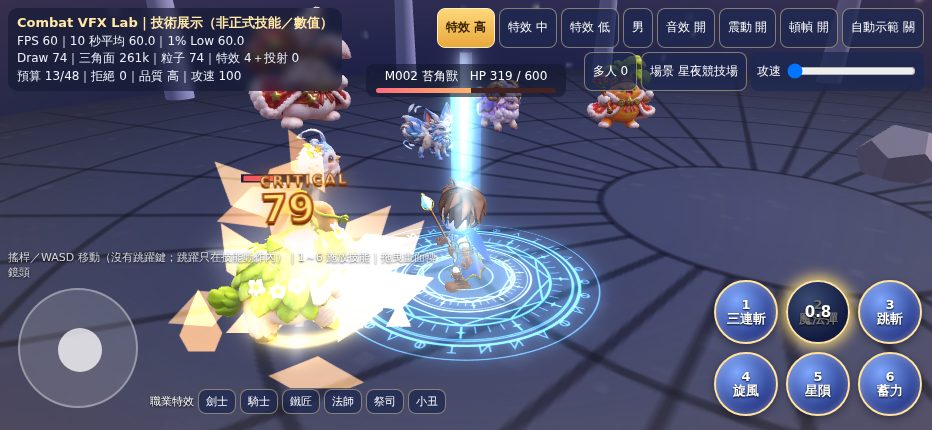 Combat VFX Lab｜技術展示（非正式技能／數值）
FPS 60｜10 秒平均 60.0｜1% Low 60.0
Draw 74｜三角面 261k｜粒子 74｜特效 4＋投射 0
預算 13/48｜拒絕 0｜品質 高｜攻速 100
特效 高
特效 中
特效 低
男
音效 開
震動 開
頓幀 開
自動示範 關
多人 0
場景 星夜競技場
攻速
M002 苔角獸 HP 319 / 600
CRITICAL
79
搖桿／WASD 移動（沒有跳躍鍵；跳躍只在技能
鏡頭
1
三連斬
0.8
3
跳斬
4
旋風
5
星隕
6
蓄力
職業特效
劍士
騎士
鐵匠
法師
祭司
小丑